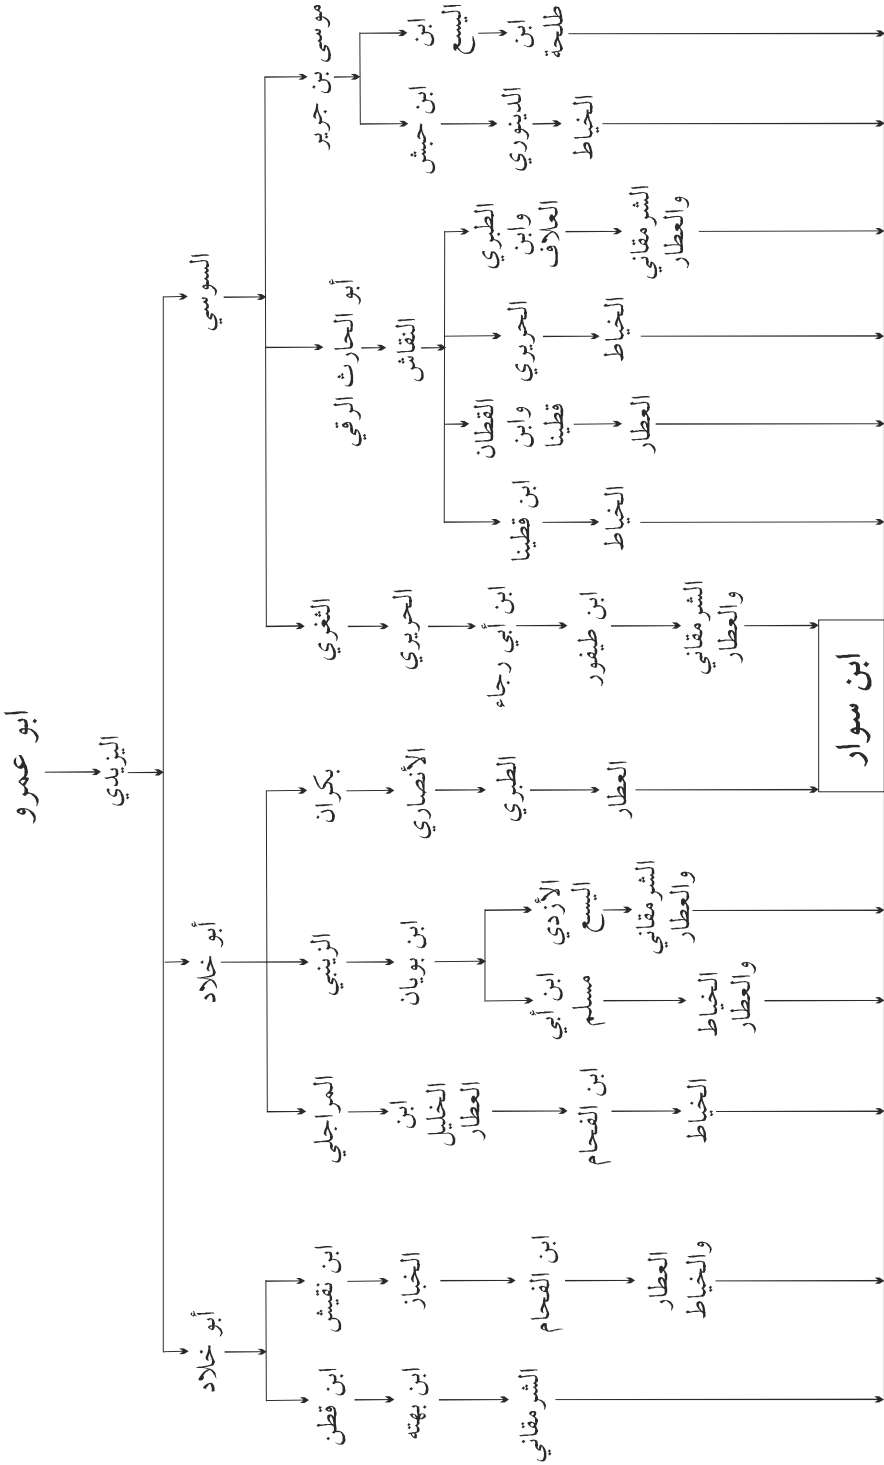 ابو عمرو
اليزيدي
السوسي
أبو خلاد
أبو خلاد
موسى بن جرير
أبو الحارث الرقي
الثغري
بكران
الزينبي
المراجلي
ابن نقيش
ابن قطن
ابن
اليسع
ابن حبش
النقاش
الحريري
الأنصاري
ابن بويان
ابن
الخليل
العطار
الخباز
ابن بهته
ابن
طلحة
الدينوري
الطبري
وابن
العلاف
الحريري
القطان
وابن
قطينا
ابن قطينا
ابن أبي رجاء
الطبري
الأزدي
اليسع
ابن أبي
مسلم
ابن الفحام
ابن الفحام
الشرمقاني
الخياط
الشرمقاني
والعطار
الخياط
العطار
الخياط
ابن طيفور
العطار
الشرمقاني
والعطار
الخياط
والعطار
الخياط
العطار
والخياط
الشرمقاني
والعطار
ابن سوار